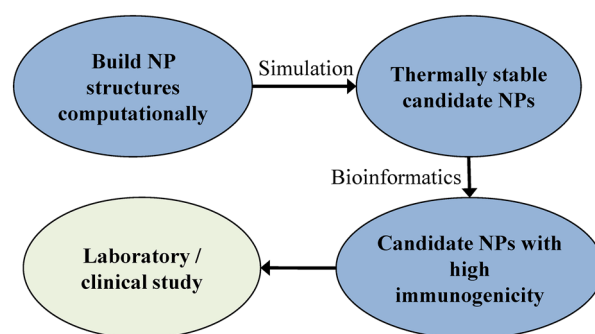 Build NP
structures
computationally
Simulation
Thermally stable
candidate NPs
Bioinformatics
Candidate NPs with
high
immunogenicity
Laboratory /
clinical study